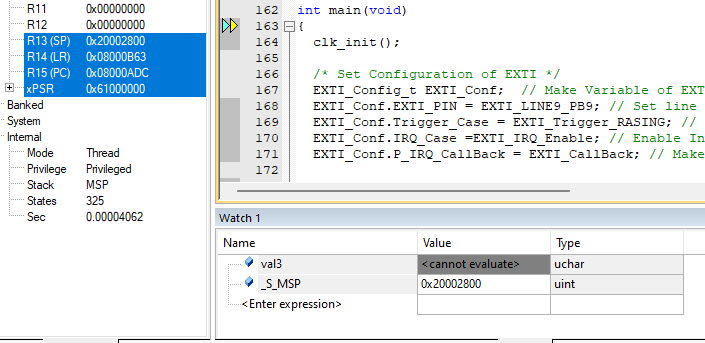 R11 0x00000000
R12 0x00000000
R13 (SP) 0x20002800
R14 (LR) 0x08000B63
R15 (PC) 0x08000ADC
xPSR 0x61000000
Banked
System
Internal
Mode Thread
Privilege Privileged
Stack MSP
States 325
Sec 0.00004062
162 int main(void)
163 {
164 clk_init();
165
166 /* Set Configuration of EXTI */
167 EXTI_Config_t EXTI_Conf; // Make Variable of EXT
168 EXTI_Conf.EXTI_PIN = EXTI_LINE9_PB9; // Set line
169 EXTI_Conf.Trigger_Case = EXTI_Trigger_RASING; //
170 EXTI_Conf.IRQ_Case =EXTI_IRQ_Enable; // Enable In
171 EXTI_Conf.P_IRQ_CallBack = EXTI_CallBack; // Make
172
Watch 1
Name Value Type
val3 <cannot evaluate> uchar
_S_MSP 0x20002800 uint
<Enter expression>